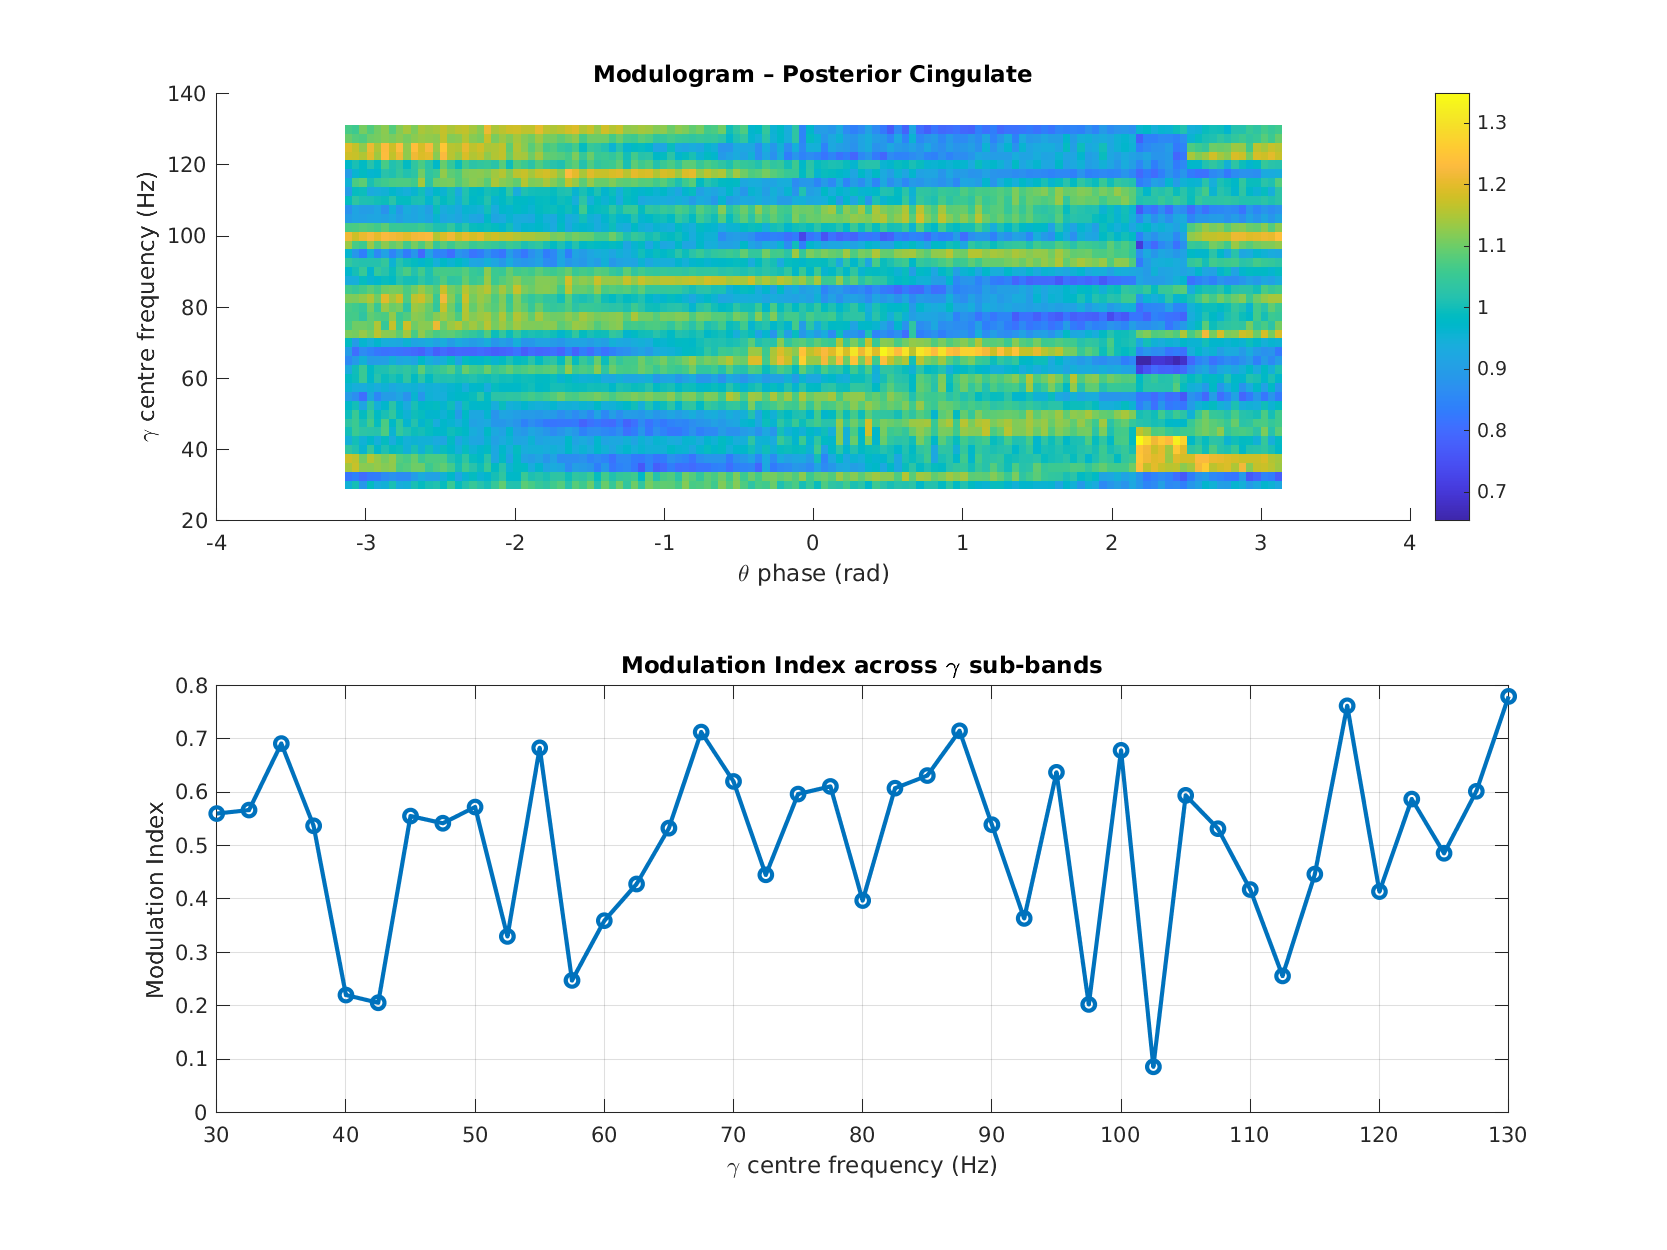 Modulogram – Posterior Cingulate
140
120
100
80
60
40
20
γ centre frequency (Hz)
-4 -3 -2 -1 0 1 2 3 4
θ phase (rad)
1.3
1.2
1.1
1
0.9
0.8
0.7
Modulation Index across γ sub-bands
0.8
0.7
0.6
0.5
0.4
0.3
0.2
0.1
0
Modulation Index
30 40 50 60 70 80 90 100 110 120 130
γ centre frequency (Hz)